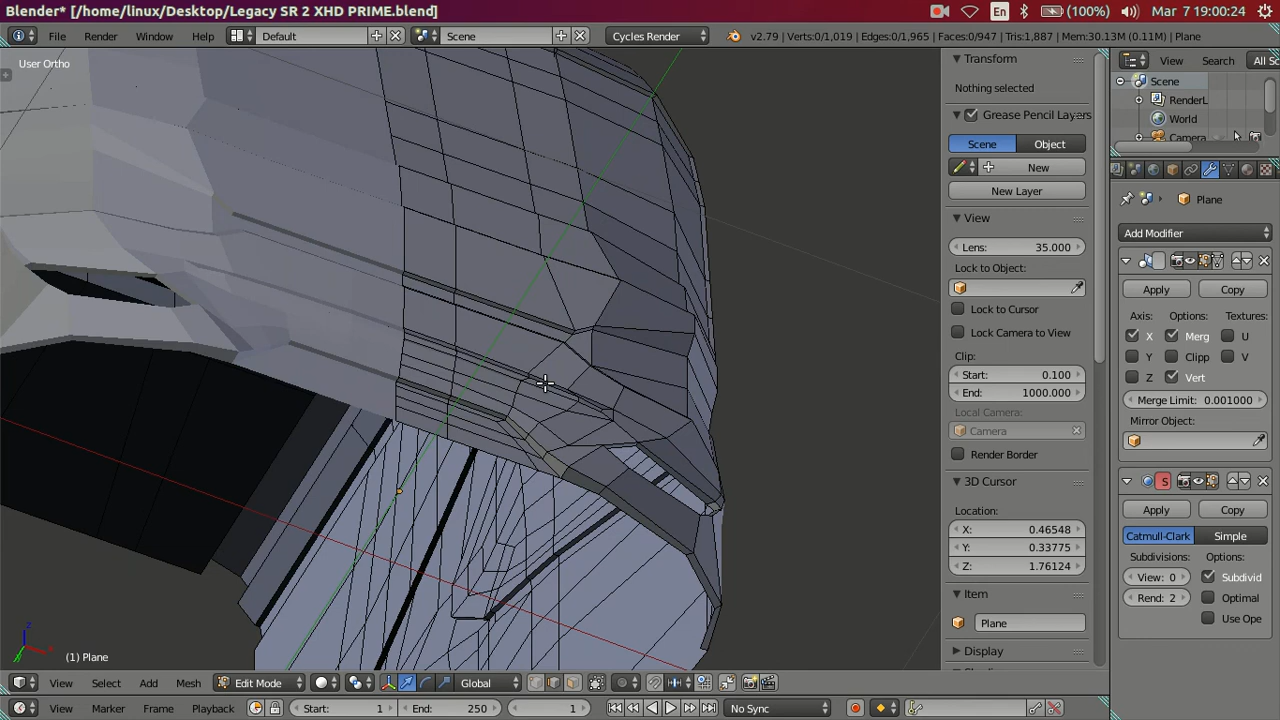 Blender* [/home/linux/Desktop/Legacy SR 2 XHD PRIME.blend]
En (100%) Mar 7 19:00:24
File Render Window Help Default Scene Cycles Render v2.79 | Verts:0/1,019 | Edges:0/1,965 | Faces:0/947 | Tris:1,887 | Mem:30.13M (0.11M) | Plane
User Ortho
Transform
Nothing selected
Grease Pencil Layers
Scene Object
New
New Layer
View
Lens: 35.000
Lock to Object:
Lock to Cursor
Lock Camera to View
Clip:
Start: 0.100
End: 1000.000
Local Camera:
Camera
Render Border
3D Cursor
Location:
X: 0.46548
Y: 0.33775
Z: 1.76124
Item
Plane
Display
View Search All Sc
Scene
RenderL
World
Camera
Plane
Add Modifier
Apply Copy
Axis: Options: Textures:
X Merg U
Y Clipp V
Z Vert
Merge Limit: 0.001000
Mirror Object:
S
Apply Copy
Catmull-Clark Simple
Subdivisions: Options:
View: 0 Subdivid
Rend: 2 Optimal
Use Ope
z
(1) Plane
View Select Add Mesh Edit Mode Global
View Marker Frame Playback Start: 1 End: 250 1 No Sync